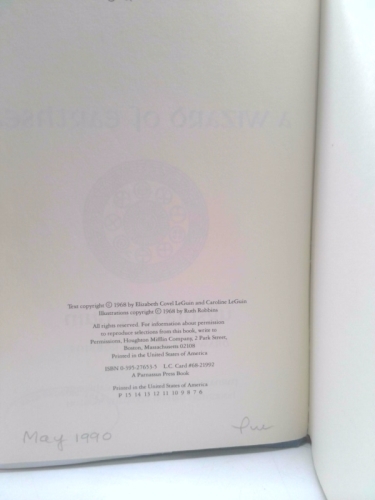 A WIZARD OF EARTHSEA
Text copyright © 1968 by Elizabeth Covel LeGuin and Caroline LeGuin
Illustrations copyright © 1968 by Ruth Robbins
All rights reserved. For information about permission
to reproduce selections from this book, write to
Permissions, Houghton Mifflin Company, 2 Park Street,
Boston, Massachusetts 02108
Printed in the United States of America
ISBN 0-395-27653-5 L.C. Card #68-21992
A Parnassus Press Book
Printed in the United States of America
P 15 14 13 12 11 10 9 8 7 6
May 1990